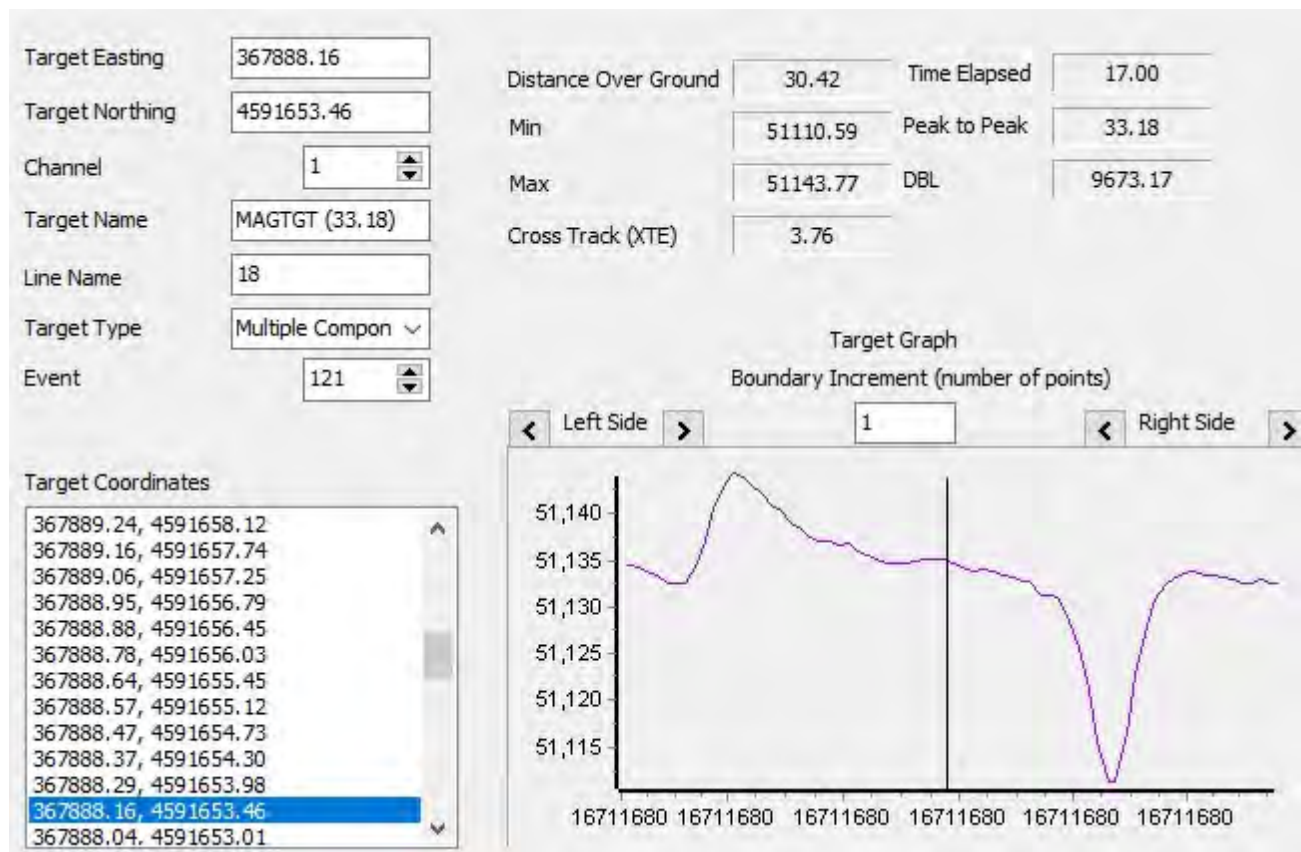 Target Easting 367888.16
Target Northing 4591653.46
Channel 1
Target Name MAGTGT (33.18)
Line Name 18
Target Type Multiple Compon
Event 121
Distance Over Ground 30.42 Time Elapsed 17.00
Min 51110.59 Peak to Peak 33.18
Max 51143.77 DBL 9673.17
Cross Track (XTE) 3.76
Target Graph
Boundary Increment (number of points)
< Left Side > 1 < Right Side >
Target Coordinates
367889.24, 4591658.12
367889.16, 4591657.74
367889.06, 4591657.25
367888.95, 4591656.79
367888.88, 4591656.45
367888.78, 4591656.03
367888.64, 4591655.45
367888.57, 4591655.12
367888.47, 4591654.73
367888.37, 4591654.30
367888.29, 4591653.98
367888.16, 4591653.46
367888.04, 4591653.01
51,140
51,135
51,130
51,125
51,120
51,115
16711680 16711680 16711680 16711680 16711680 16711680